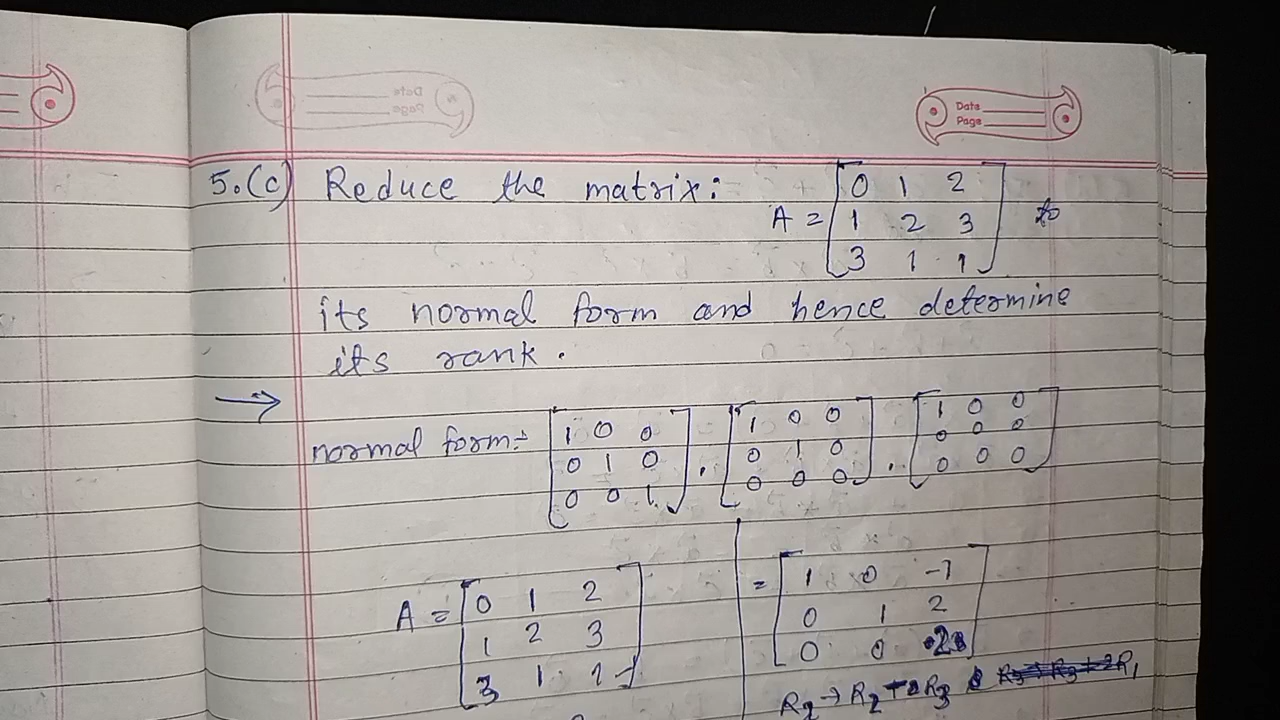 Date
Page
5.(c) Reduce the matrix: A = [0 1 2
1 2 3
3 1 1] to
its normal form and hence determine
its rank.
→
normal form:- [1 0 0
0 1 0
0 0 1] , [1 0 0
0 1 0
0 0 0] , [1 0 0
0 0 0
0 0 0]
A = [0 1 2
1 2 3
3 1 1]
= [1 0 -1
0 1 2
0 0 2]